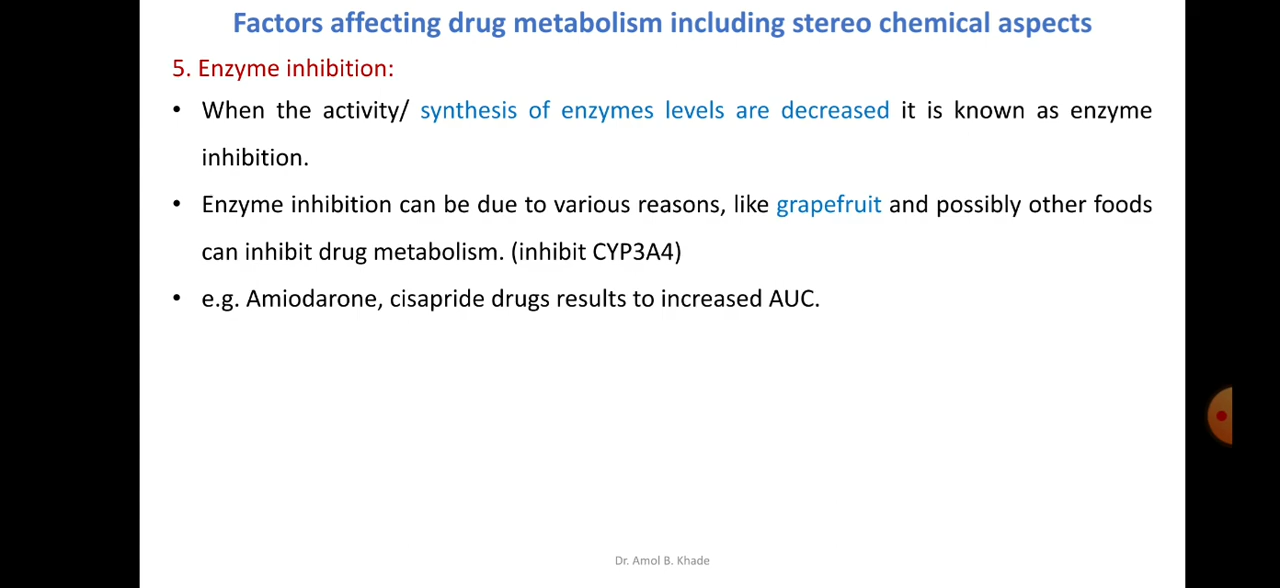 Factors affecting drug metabolism including stereo chemical aspects
5. Enzyme inhibition:
• When the activity/ synthesis of enzymes levels are decreased it is known as enzyme
inhibition.
• Enzyme inhibition can be due to various reasons, like grapefruit and possibly other foods
can inhibit drug metabolism. (inhibit CYP3A4)
• e.g. Amiodarone, cisapride drugs results to increased AUC.
Dr. Amol B. Khade